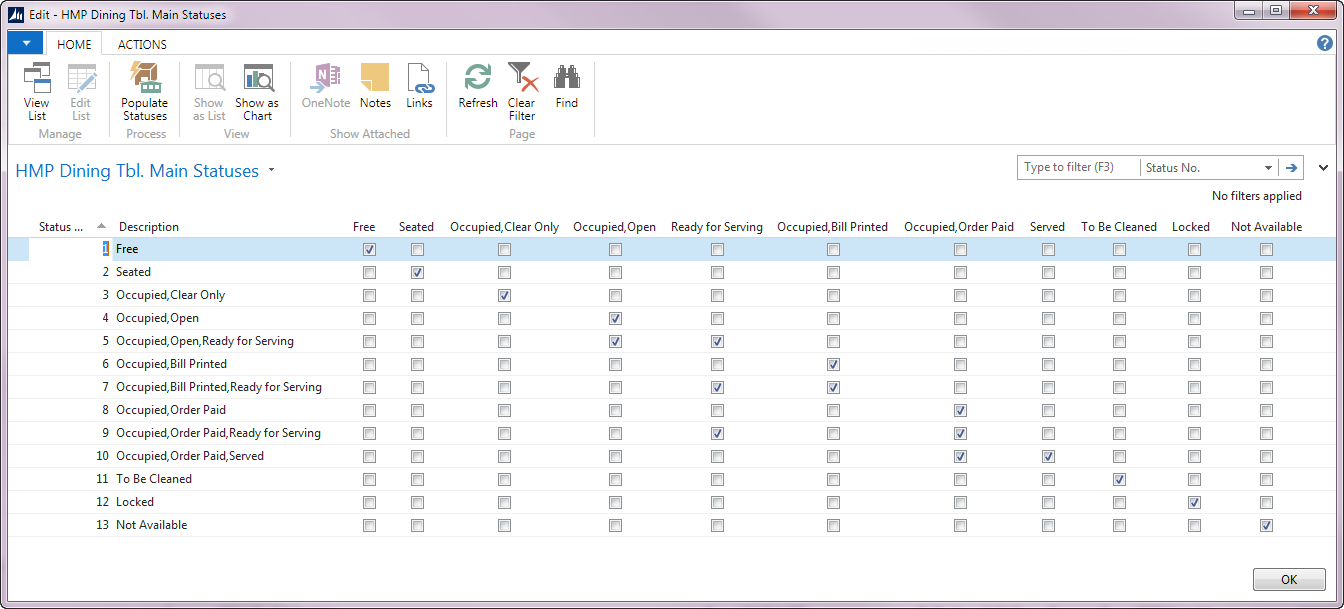 Edit - HMP Dining Tbl. Main Statuses
HOME ACTIONS
View List Edit List Populate Statuses Show as List Show as Chart OneNote Notes Links Refresh Clear Filter Find
Manage Process View Show Attached Page
HMP Dining Tbl. Main Statuses Type to filter (F3) Status No.
No filters applied
Status ... Description Free Seated Occupied,Clear Only Occupied,Open Ready for Serving Occupied,Bill Printed Occupied,Order Paid Served To Be Cleaned Locked Not Available
1 Free
2 Seated
3 Occupied,Clear Only
4 Occupied,Open
5 Occupied,Open,Ready for Serving
6 Occupied,Bill Printed
7 Occupied,Bill Printed,Ready for Serving
8 Occupied,Order Paid
9 Occupied,Order Paid,Ready for Serving
10 Occupied,Order Paid,Served
11 To Be Cleaned
12 Locked
13 Not Available
OK